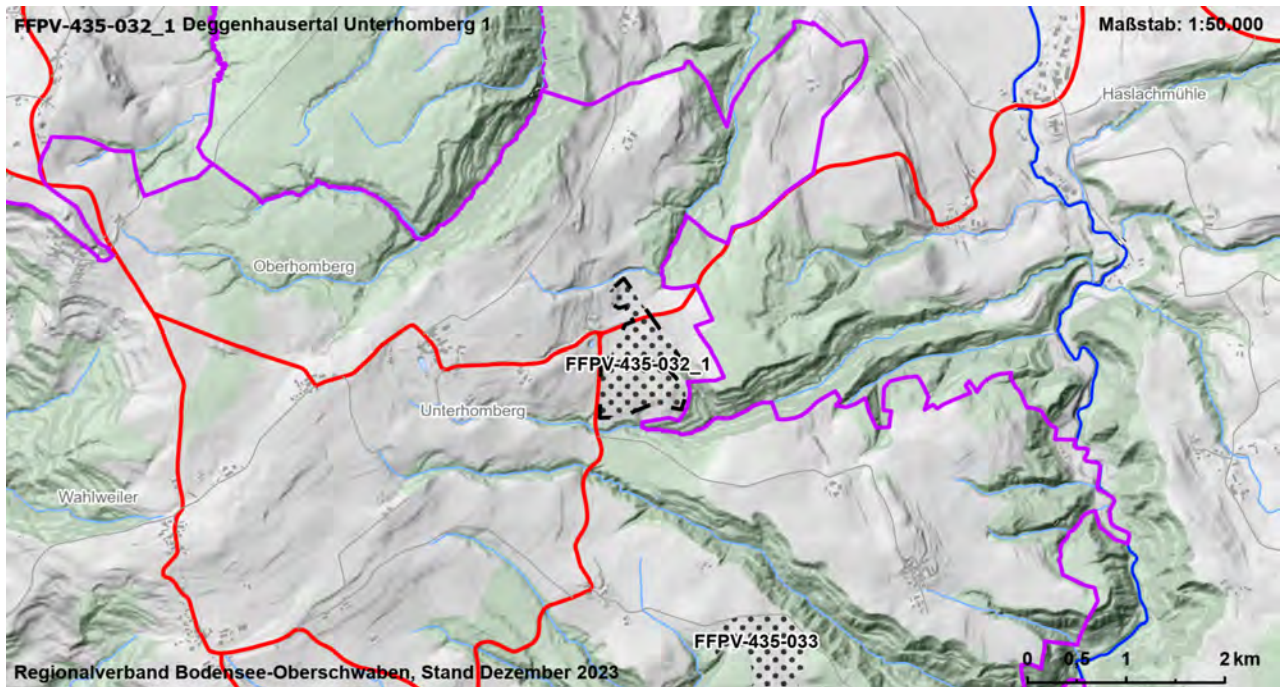 FFPV-435-032_1 Deggenhausertal Unterhomberg 1
Maßstab: 1:50.000
Haslachmühle
Oberhomberg
FFPV-435-032_1
Unterhomberg
Wahlweiler
FFPV-435-033
0 0.5 1 2 km
Regionalverband Bodensee-Oberschwaben, Stand Dezember 2023